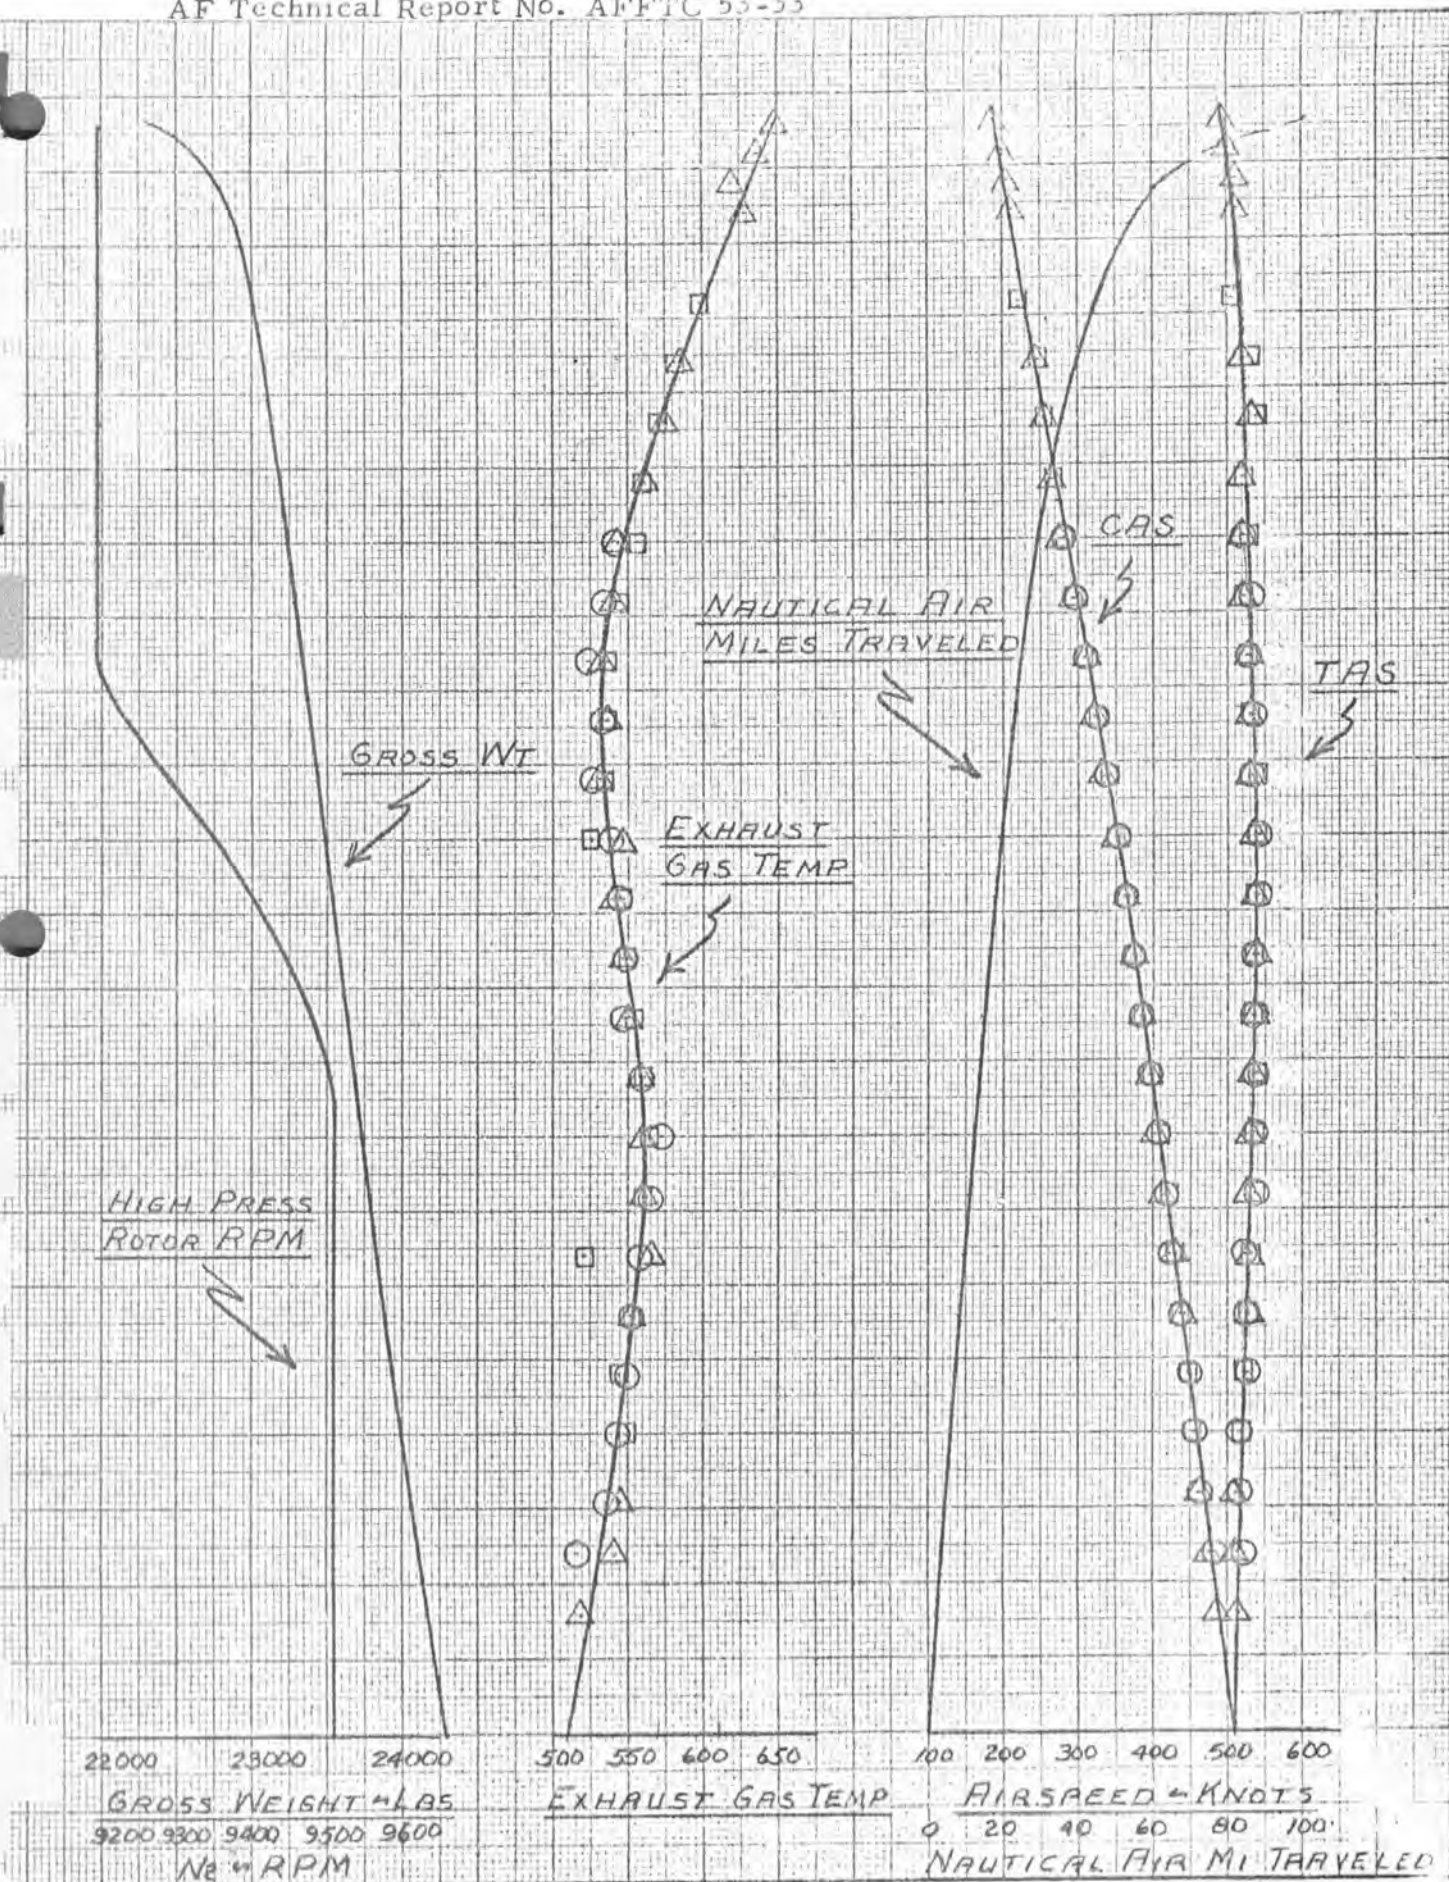 AF Technical Report No. AFFTC 53-33
CAS
NAUTICAL AIR
MILES TRAVELED
TAS
GROSS WT
EXHAUST
GAS TEMP
HIGH PRESS
ROTOR RPM
22000 23000 24000
500 550 600 650
100 200 300 400 500 600
GROSS WEIGHT ~ LBS
EXHAUST GAS TEMP
AIRSPEED ~ KNOTS
9200 9300 9400 9500 9600
0 20 40 60 80 100
N2 ~ RPM
NAUTICAL AIR MI TRAVELED